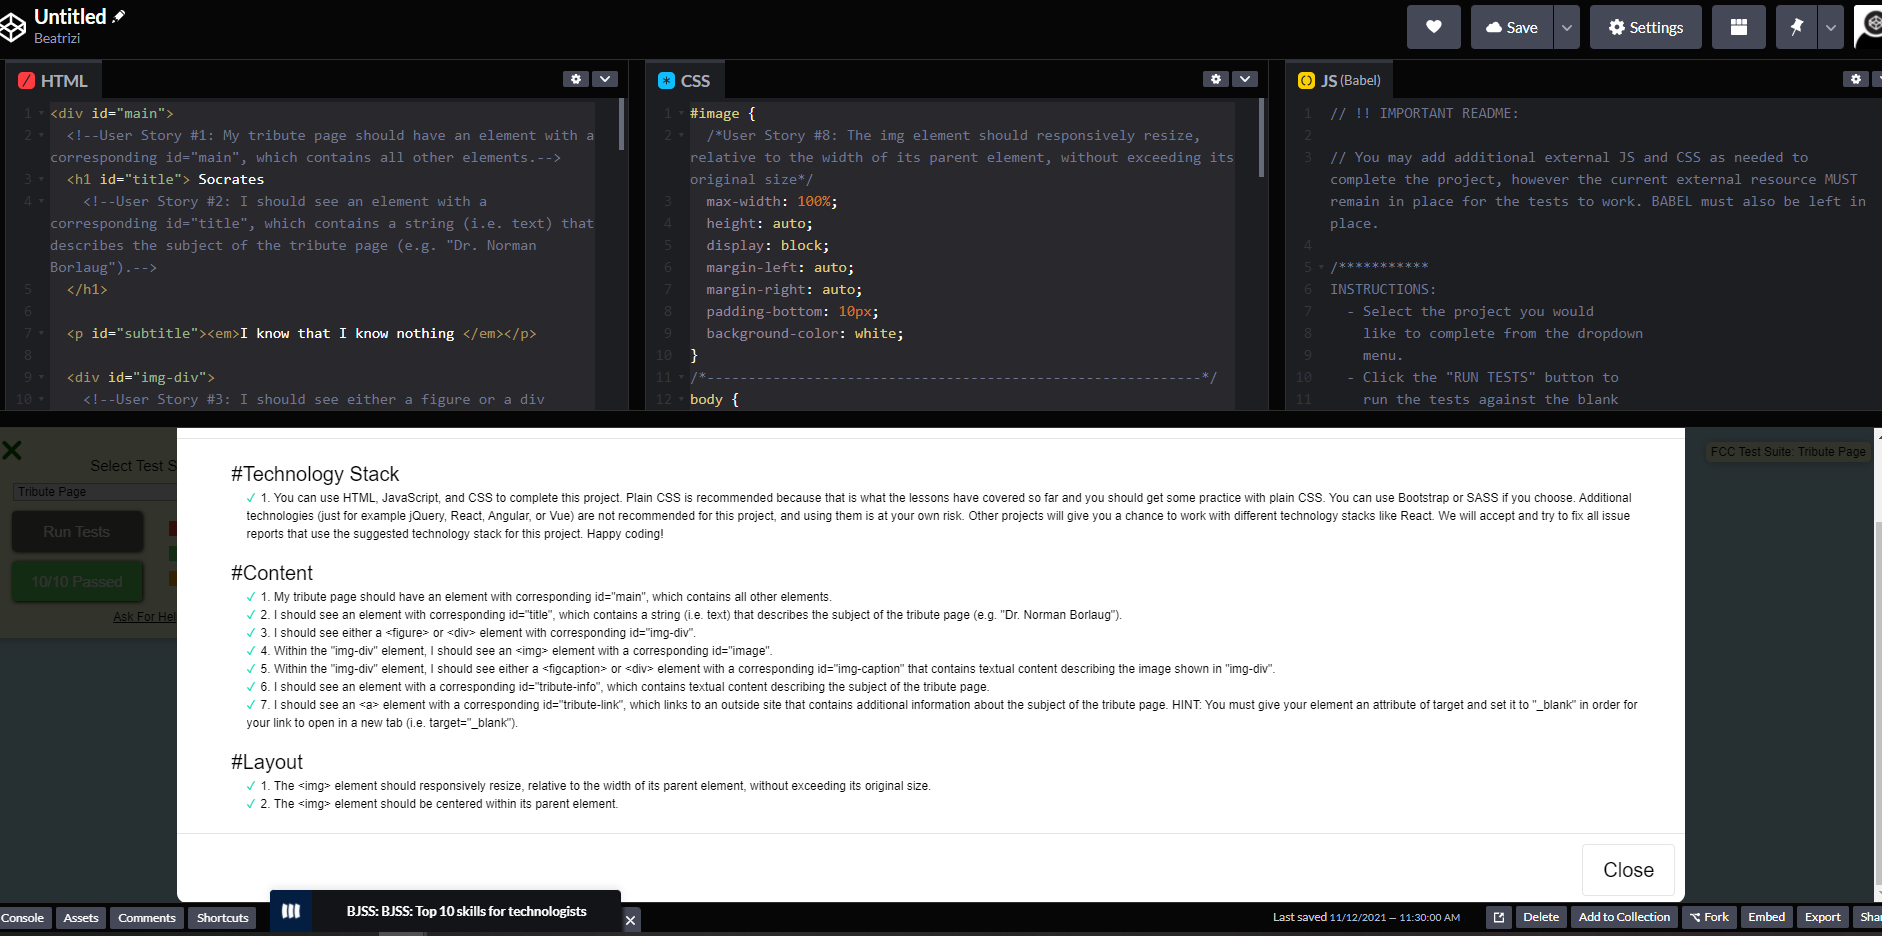 Untitled
Beatrizi
Save
Settings
HTML
1 <div id="main">
2 <!--User Story #1: My tribute page should have an element with a
corresponding id="main", which contains all other elements.-->
3 <h1 id="title"> Socrates
4 <!--User Story #2: I should see an element with a
corresponding id="title", which contains a string (i.e. text) that
describes the subject of the tribute page (e.g. "Dr. Norman
Borlaug").-->
5 </h1>
6
7 <p id="subtitle"><em>I know that I know nothing </em></p>
8
9 <div id="img-div">
10 <!--User Story #3: I should see either a figure or a div
CSS
1 #image {
2 /*User Story #8: The img element should responsively resize,
relative to the width of its parent element, without exceeding its
original size*/
3 max-width: 100%;
4 height: auto;
5 display: block;
6 margin-left: auto;
7 margin-right: auto;
8 padding-bottom: 10px;
9 background-color: white;
10 }
11 /*------------------------------------------------------------*/
12 body {
JS (Babel)
1 // !! IMPORTANT README:
2
3 // You may add additional external JS and CSS as needed to
complete the project, however the current external resource MUST
remain in place for the tests to work. BABEL must also be left in
place.
4
5 /***********
6 INSTRUCTIONS:
7 - Select the project you would
8 like to complete from the dropdown
9 menu.
10 - Click the "RUN TESTS" button to
11 run the tests against the blank
Select Test S
Tribute Page
Run Tests
10/10 Passed
Ask For Hel
FCC Test Suite: Tribute Page
#Technology Stack
✓ 1. You can use HTML, JavaScript, and CSS to complete this project. Plain CSS is recommended because that is what the lessons have covered so far and you should get some practice with plain CSS. You can use Bootstrap or SASS if you choose. Additional
technologies (just for example jQuery, React, Angular, or Vue) are not recommended for this project, and using them is at your own risk. Other projects will give you a chance to work with different technology stacks like React. We will accept and try to fix all issue
reports that use the suggested technology stack for this project. Happy coding!
#Content
✓ 1. My tribute page should have an element with corresponding id="main", which contains all other elements.
✓ 2. I should see an element with corresponding id="title", which contains a string (i.e. text) that describes the subject of the tribute page (e.g. "Dr. Norman Borlaug").
✓ 3. I should see either a <figure> or <div> element with corresponding id="img-div".
✓ 4. Within the "img-div" element, I should see an <img> element with a corresponding id="image".
✓ 5. Within the "img-div" element, I should see either a <figcaption> or <div> element with a corresponding id="img-caption" that contains textual content describing the image shown in "img-div".
✓ 6. I should see an element with a corresponding id="tribute-info", which contains textual content describing the subject of the tribute page.
✓ 7. I should see an <a> element with a corresponding id="tribute-link", which links to an outside site that contains additional information about the subject of the tribute page. HINT: You must give your element an attribute of target and set it to "_blank" in order for
your link to open in a new tab (i.e. target="_blank").
#Layout
✓ 1. The <img> element should responsively resize, relative to the width of its parent element, without exceeding its original size.
✓ 2. The <img> element should be centered within its parent element.
Close
Console
Assets
Comments
Shortcuts
BJSS: BJSS: Top 10 skills for technologists
Last saved 11/12/2021 — 11:30:00 AM
Delete
Add to Collection
Fork
Embed
Export
Sha